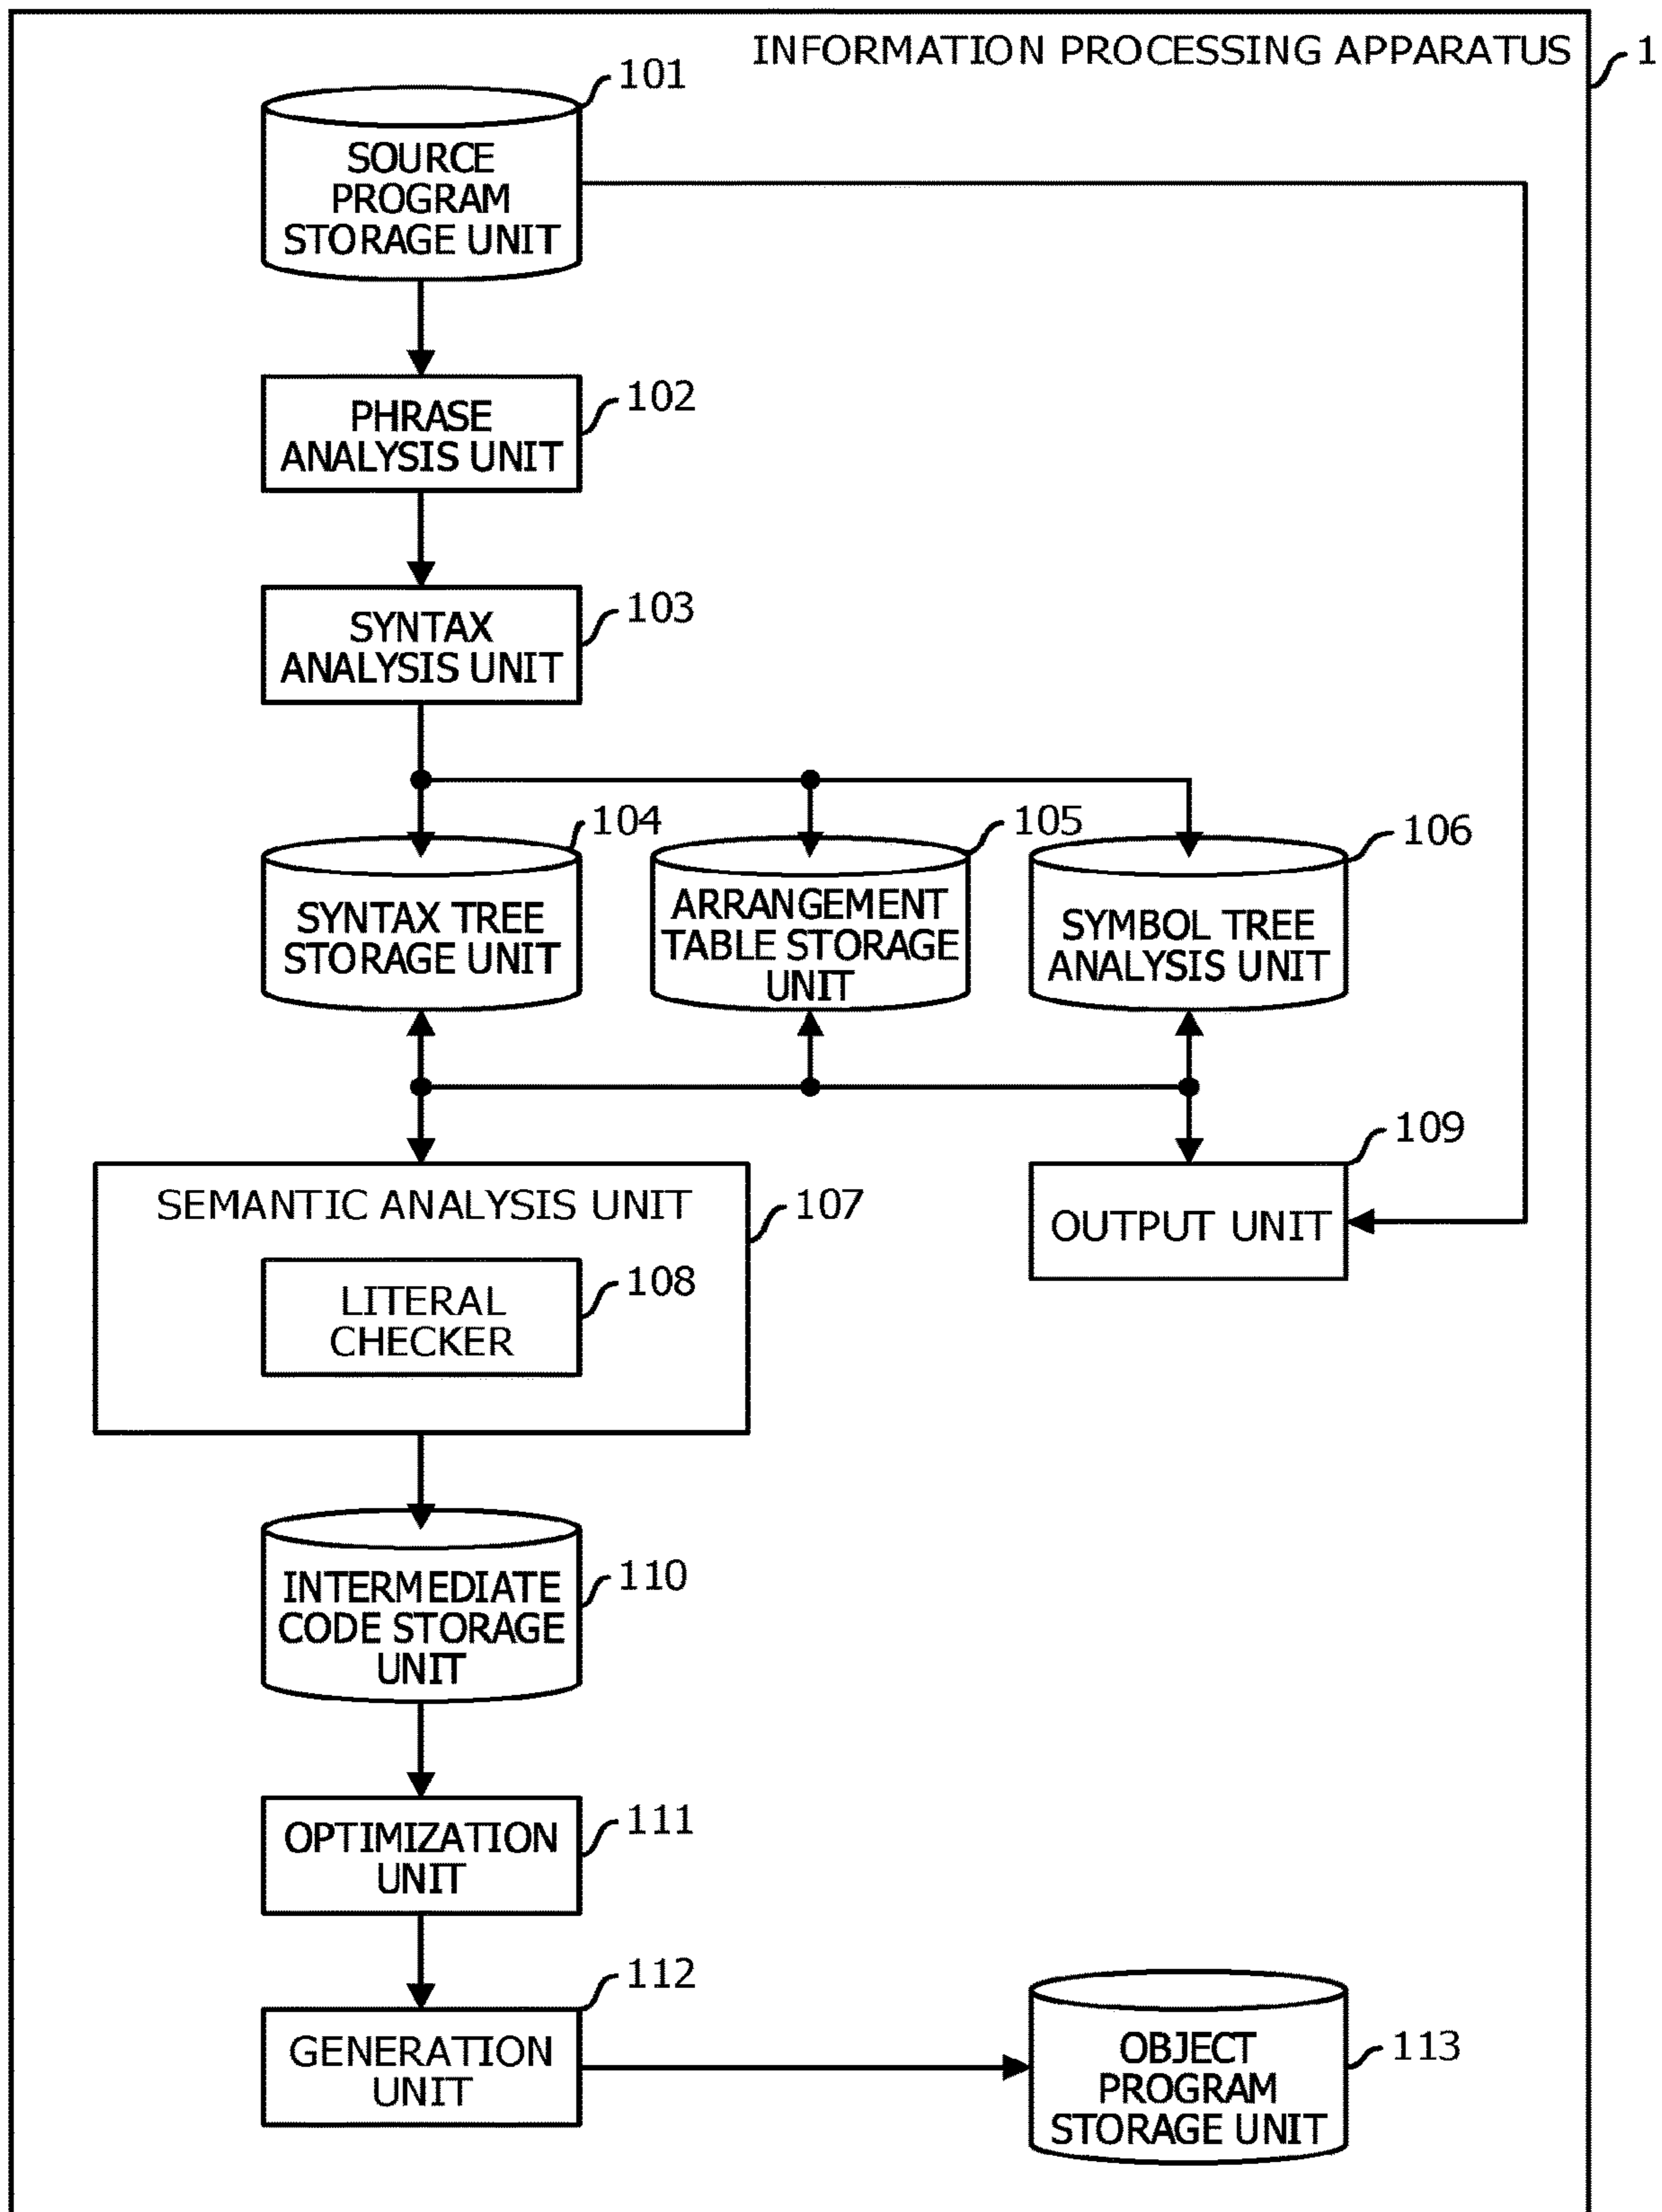 INFORMATION PROCESSING APPARATUS
1
101
SOURCE
PROGRAM
STORAGE UNIT
102
PHRASE
ANALYSIS UNIT
103
SYNTAX
ANALYSIS UNIT
104
SYNTAX TREE
STORAGE UNIT
105
ARRANGEMENT
TABLE STORAGE
UNIT
106
SYMBOL TREE
ANALYSIS UNIT
107
SEMANTIC ANALYSIS UNIT
108
LITERAL
CHECKER
109
OUTPUT UNIT
110
INTERMEDIATE
CODE STORAGE
UNIT
111
OPTIMIZATION
UNIT
112
GENERATION
UNIT
113
OBJECT
PROGRAM
STORAGE UNIT